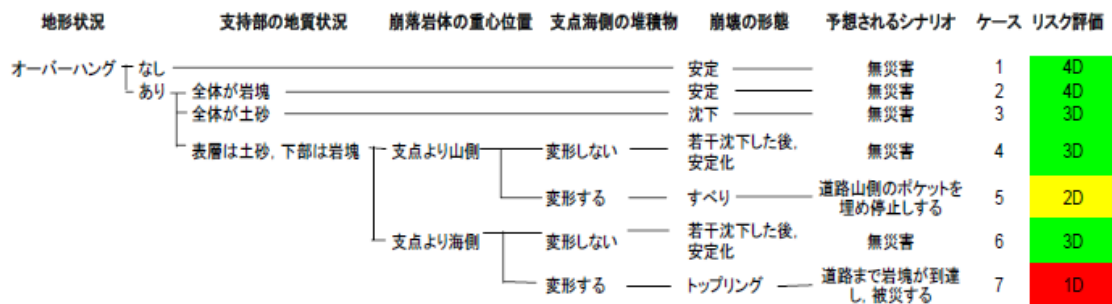 地形状況 支持部の地質状況 崩落岩体の重心位置 支点海側の堆積物 崩壊の形態 予想されるシナリオ ケース リスク評価
オーバーハング なし 安定 無災害 1 4D
あり 全体が岩塊 安定 無災害 2 4D
全体が土砂 沈下 無災害 3 3D
表層は土砂, 下部は岩塊 支点より山側 変形しない 若干沈下した後, 無災害 4 3D
安定化
変形する すべり 道路山側のポケットを 5 2D
埋め停止しする
支点より海側 変形しない 若干沈下した後, 無災害 6 3D
安定化
変形する トップリング 道路まで岩塊が到達 7 1D
し, 被災する